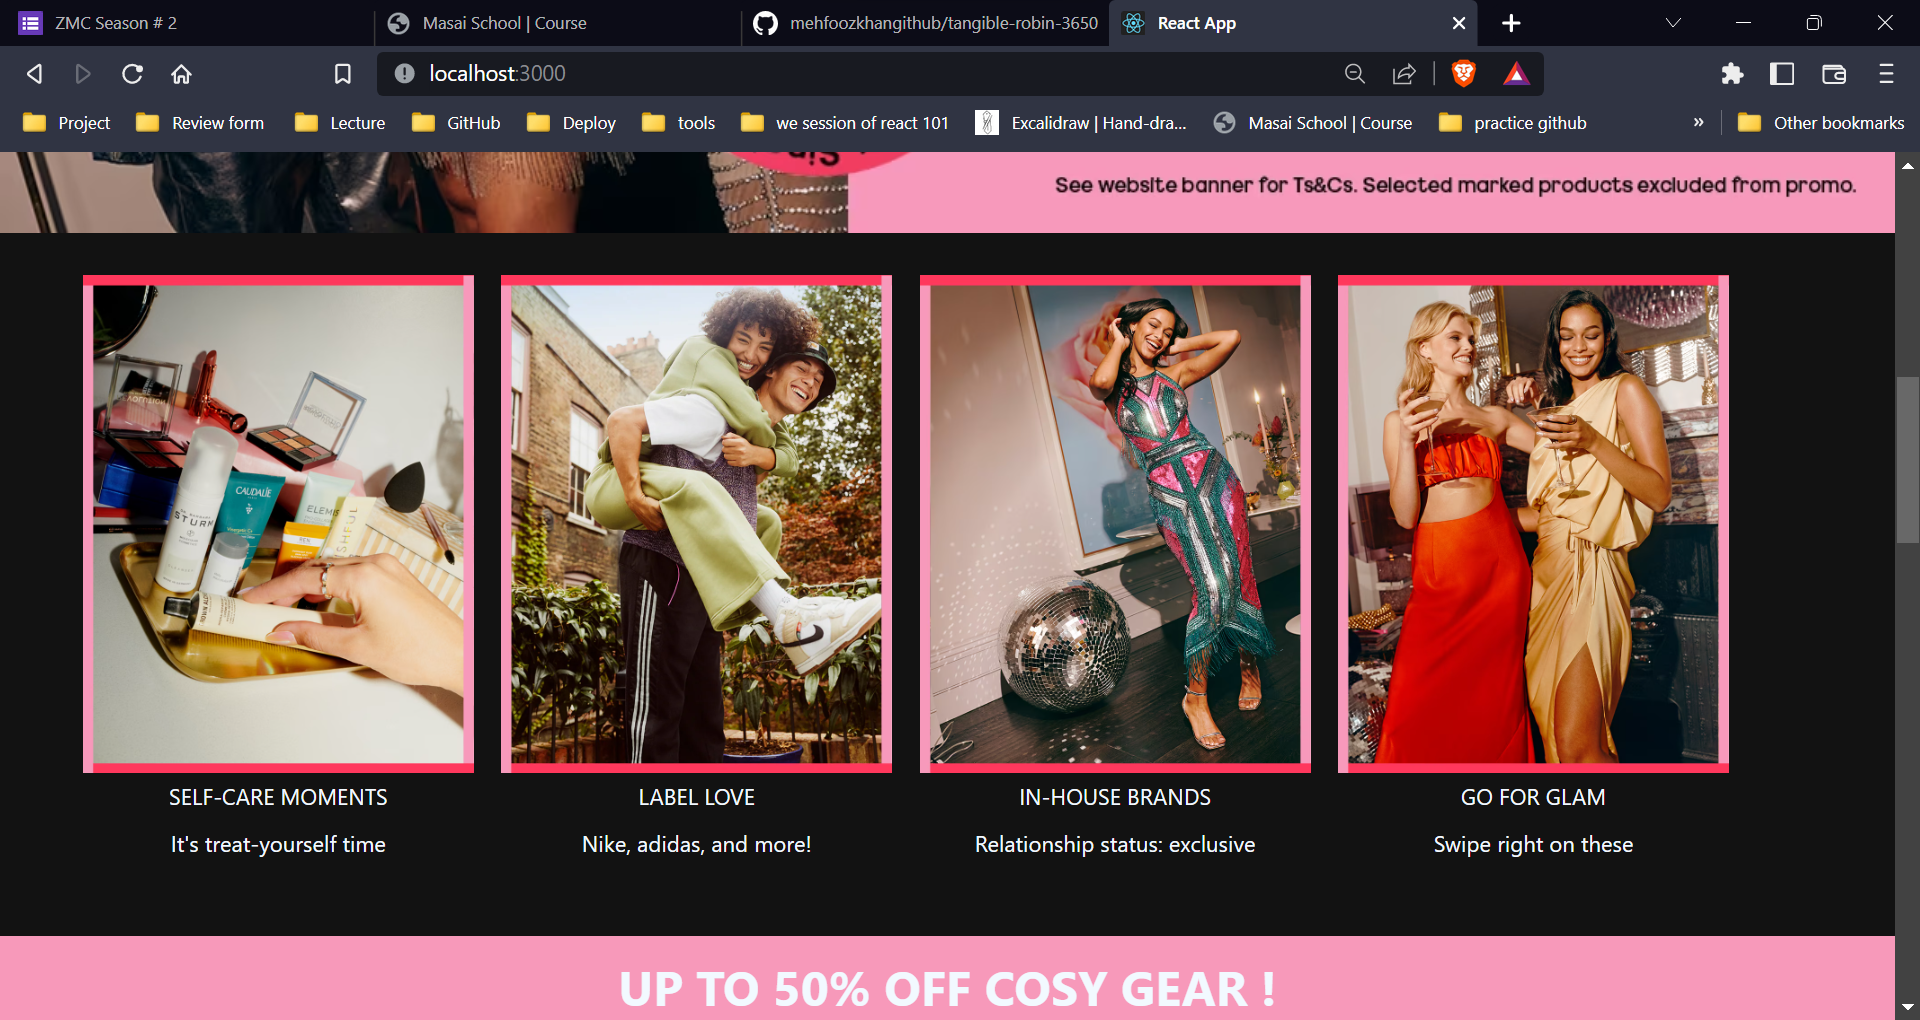 ZMC Season # 2
Masai School | Course
mehfoozkhangithub/tangible-robin-3650
React App
localhost:3000
Project
Review form
Lecture
GitHub
Deploy
tools
we session of react 101
Excalidraw | Hand-dra...
Masai School | Course
practice github
»
Other bookmarks
See website banner for Ts&Cs. Selected marked products excluded from promo.
CAUDALIE
ELEMIS
STURM
REN
SELF-CARE MOMENTS
LABEL LOVE
IN-HOUSE BRANDS
GO FOR GLAM
It's treat-yourself time
Nike, adidas, and more!
Relationship status: exclusive
Swipe right on these
UP TO 50% OFF COSY GEAR !